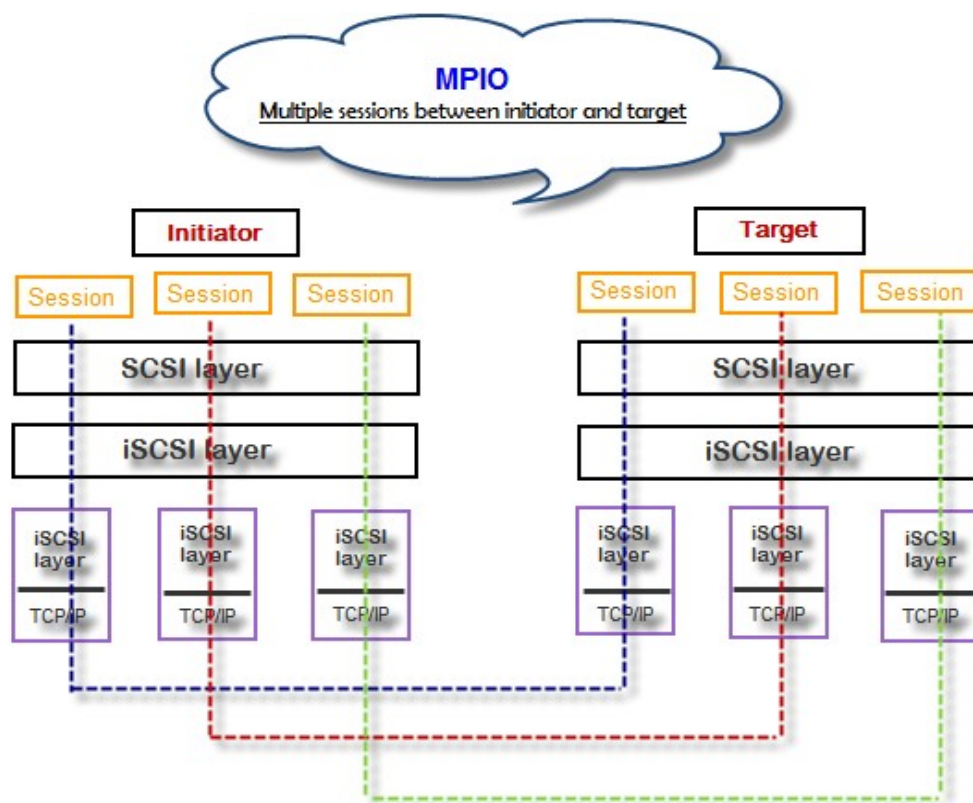 MPIO
Multiple sessions between initiator and target
Initiator
Target
Session
Session
Session
Session
Session
Session
SCSI layer
SCSI layer
iSCSI layer
iSCSI layer
iSCSI
layer
TCP/IP
iSCSI
layer
TCP/IP
iSCSI
layer
TCP/IP
iSCSI
layer
TCP/IP
iSCSI
layer
TCP/IP
iSCSI
layer
TCP/IP